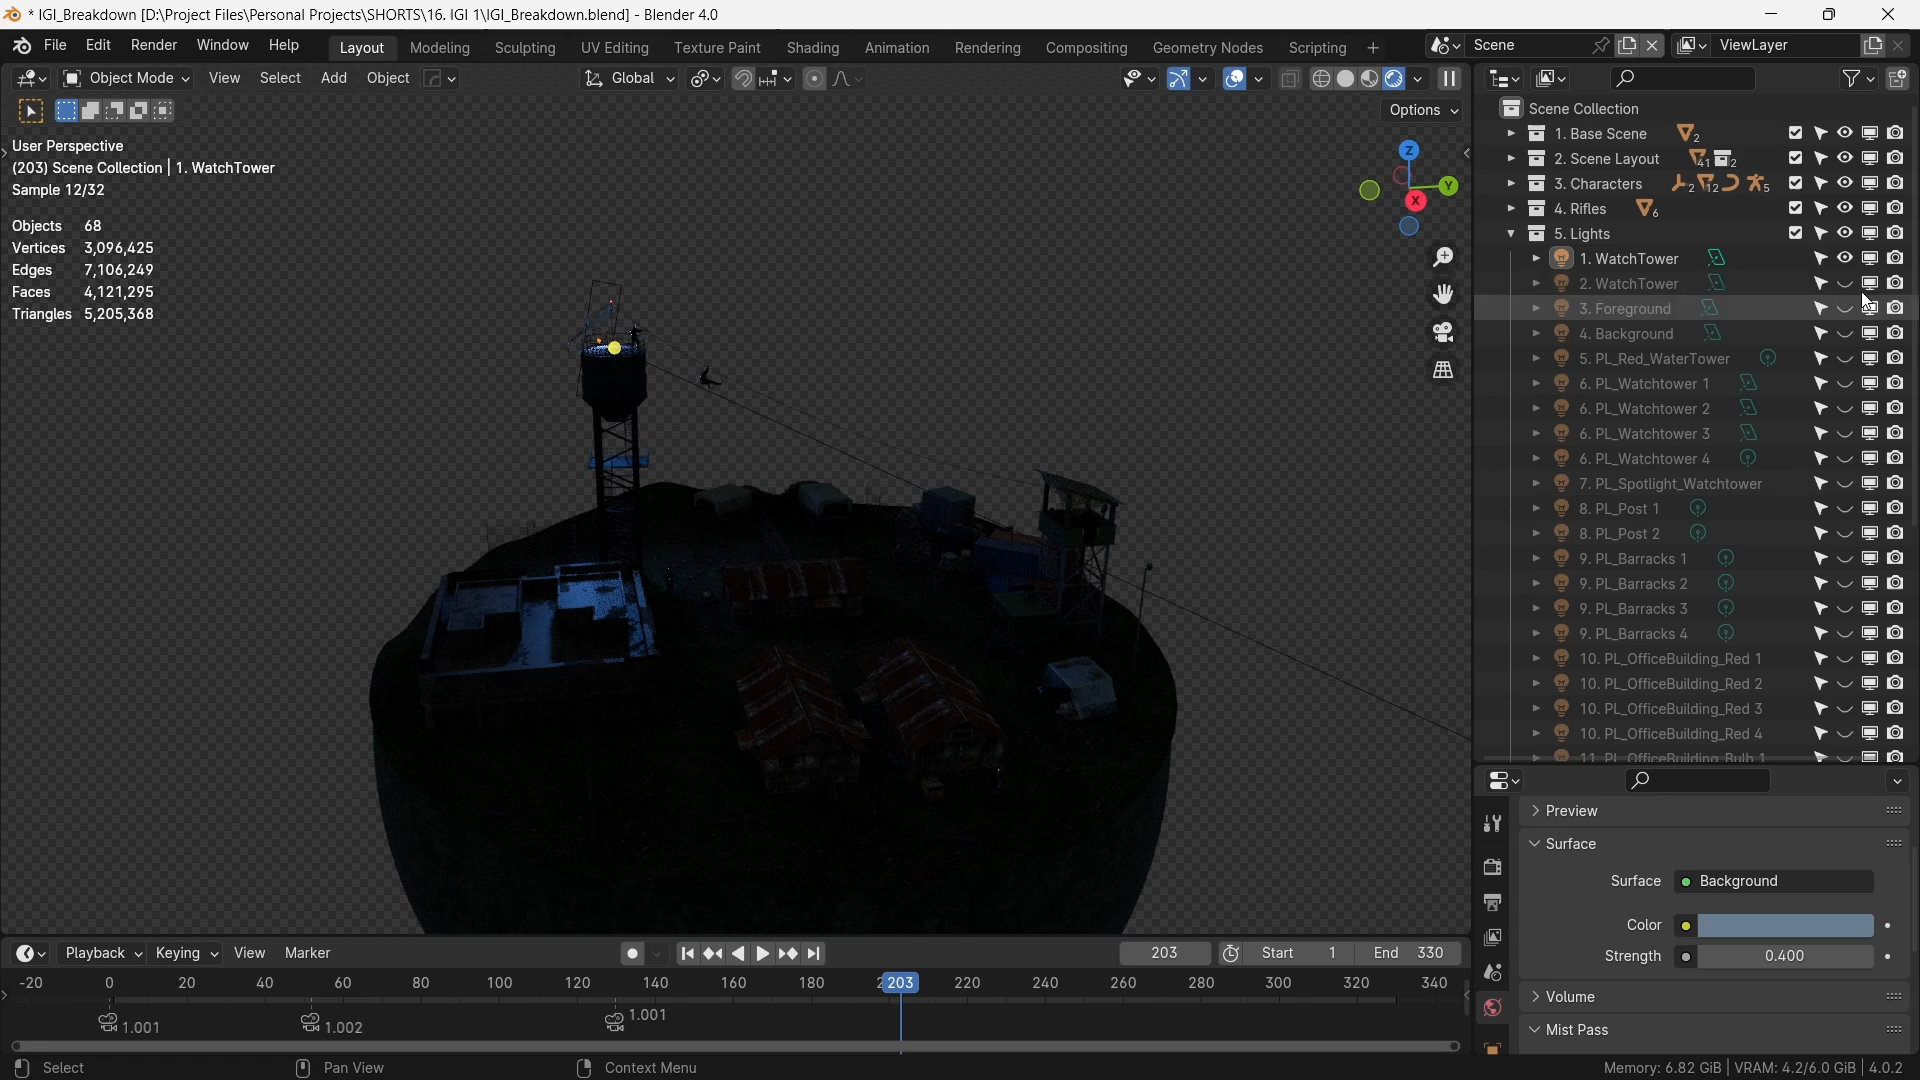 * IGI_Breakdown [D:\Project Files\Personal Projects\SHORTS\16. IGI 1\IGI_Breakdown.blend] - Blender 4.0
File Edit Render Window Help Layout Modeling Sculpting UV Editing Texture Paint Shading Animation Rendering Compositing Geometry Nodes Scripting + Scene ViewLayer
Object Mode View Select Add Object Global
Options
User Perspective
(203) Scene Collection | 1. WatchTower
Sample 12/32
Objects 68
Vertices 3,096,425
Edges 7,106,249
Faces 4,121,295
Triangles 5,205,368
Z
Y
X
Scene Collection
1. Base Scene 2
2. Scene Layout 41 2
3. Characters 2 12 5
4. Rifles 6
5. Lights
1. WatchTower
2. WatchTower
3. Foreground
4. Background
5. PL_Red_WaterTower
6. PL_Watchtower 1
6. PL_Watchtower 2
6. PL_Watchtower 3
6. PL_Watchtower 4
7. PL_Spotlight_Watchtower
8. PL_Post 1
8. PL_Post 2
9. PL_Barracks 1
9. PL_Barracks 2
9. PL_Barracks 3
9. PL_Barracks 4
10. PL_OfficeBuilding_Red 1
10. PL_OfficeBuilding_Red 2
10. PL_OfficeBuilding_Red 3
10. PL_OfficeBuilding_Red 4
11. PL_OfficeBuilding_Bulb 1
Preview
Surface
Surface Background
Color
Strength 0.400
Volume
Mist Pass
Playback Keying View Marker 203 Start 1 End 330
-20 0 20 40 60 80 100 120 140 160 180 203 220 240 260 280 300 320 340
1.001 1.002 1.001
Select Pan View Context Menu Memory: 6.82 GiB | VRAM: 4.2/6.0 GiB | 4.0.2